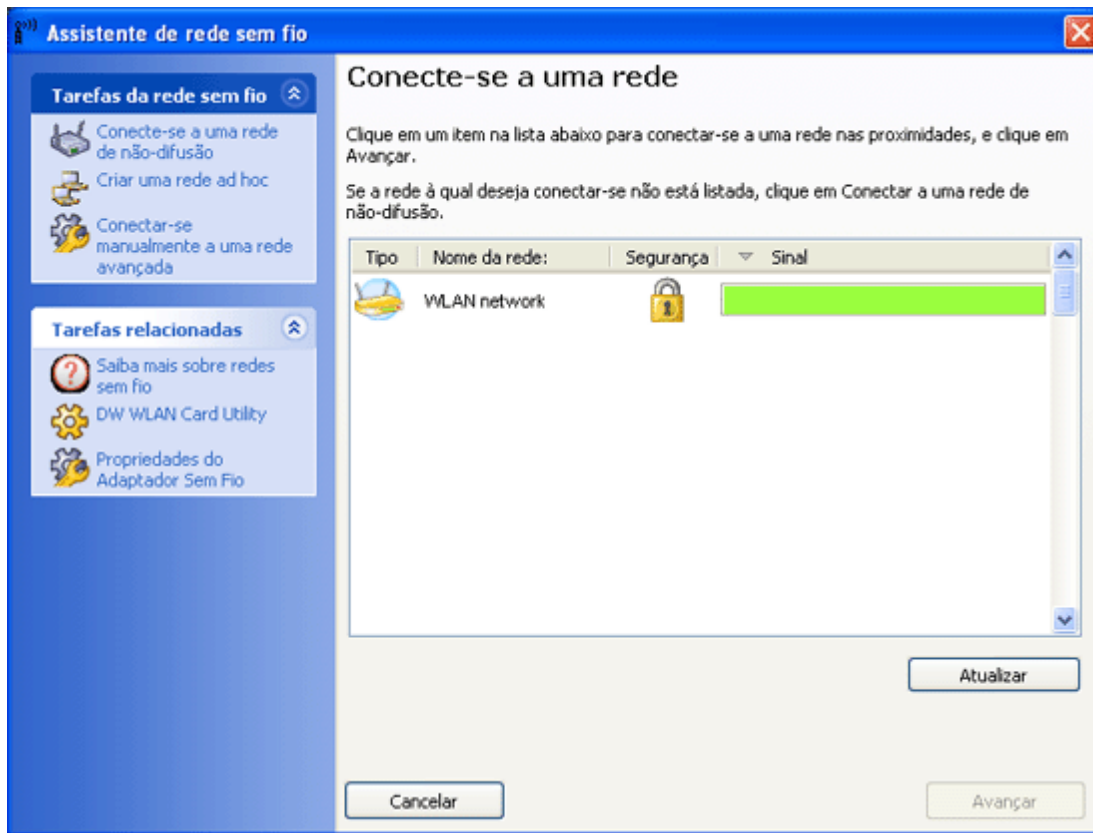 Assistente de rede sem fio
Tarefas da rede sem fio
Conecte-se a uma rede
de não-difusão
Criar uma rede ad hoc
Conectar-se
manualmente a uma rede
avançada
Tarefas relacionadas
Saiba mais sobre redes
sem fio
DW WLAN Card Utility
Propriedades do
Adaptador Sem Fio
Conecte-se a uma rede
Clique em um item na lista abaixo para conectar-se a uma rede nas proximidades, e clique em
Avançar.
Se a rede à qual deseja conectar-se não está listada, clique em Conectar a uma rede de
não-difusão.
Tipo Nome da rede: Segurança Sinal
WLAN network
Atualizar
Cancelar Avançar